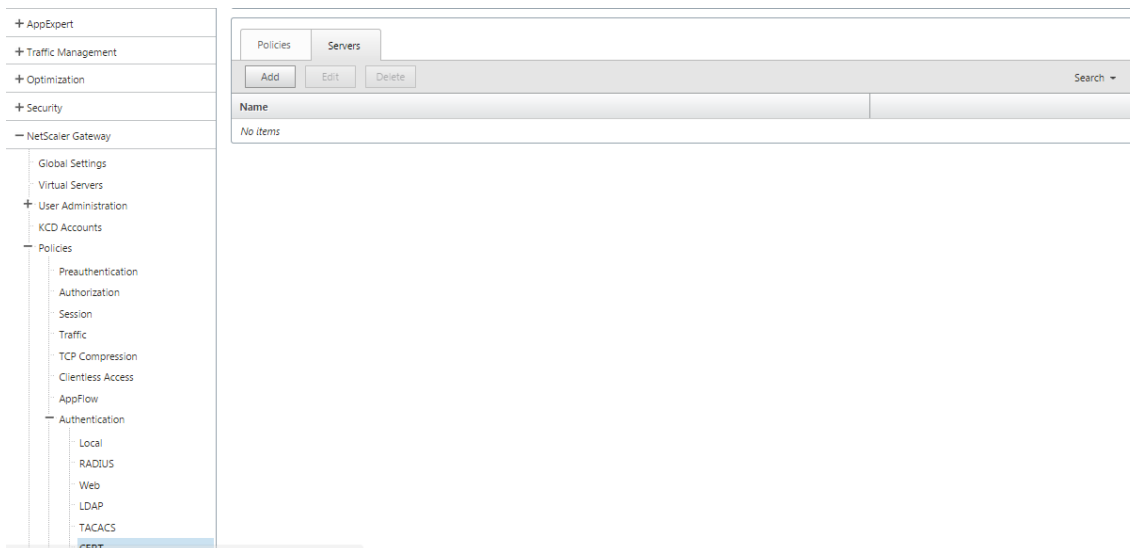 AppExpert
Traffic Management
Optimization
Security
NetScaler Gateway
Global Settings
Virtual Servers
User Administration
KCD Accounts
Policies
Preauthentication
Authorization
Session
Traffic
TCP Compression
Clientless Access
AppFlow
Authentication
Local
RADIUS
Web
LDAP
TACACS
CERT
Policies Servers
Add Edit Delete Search
Name
No items